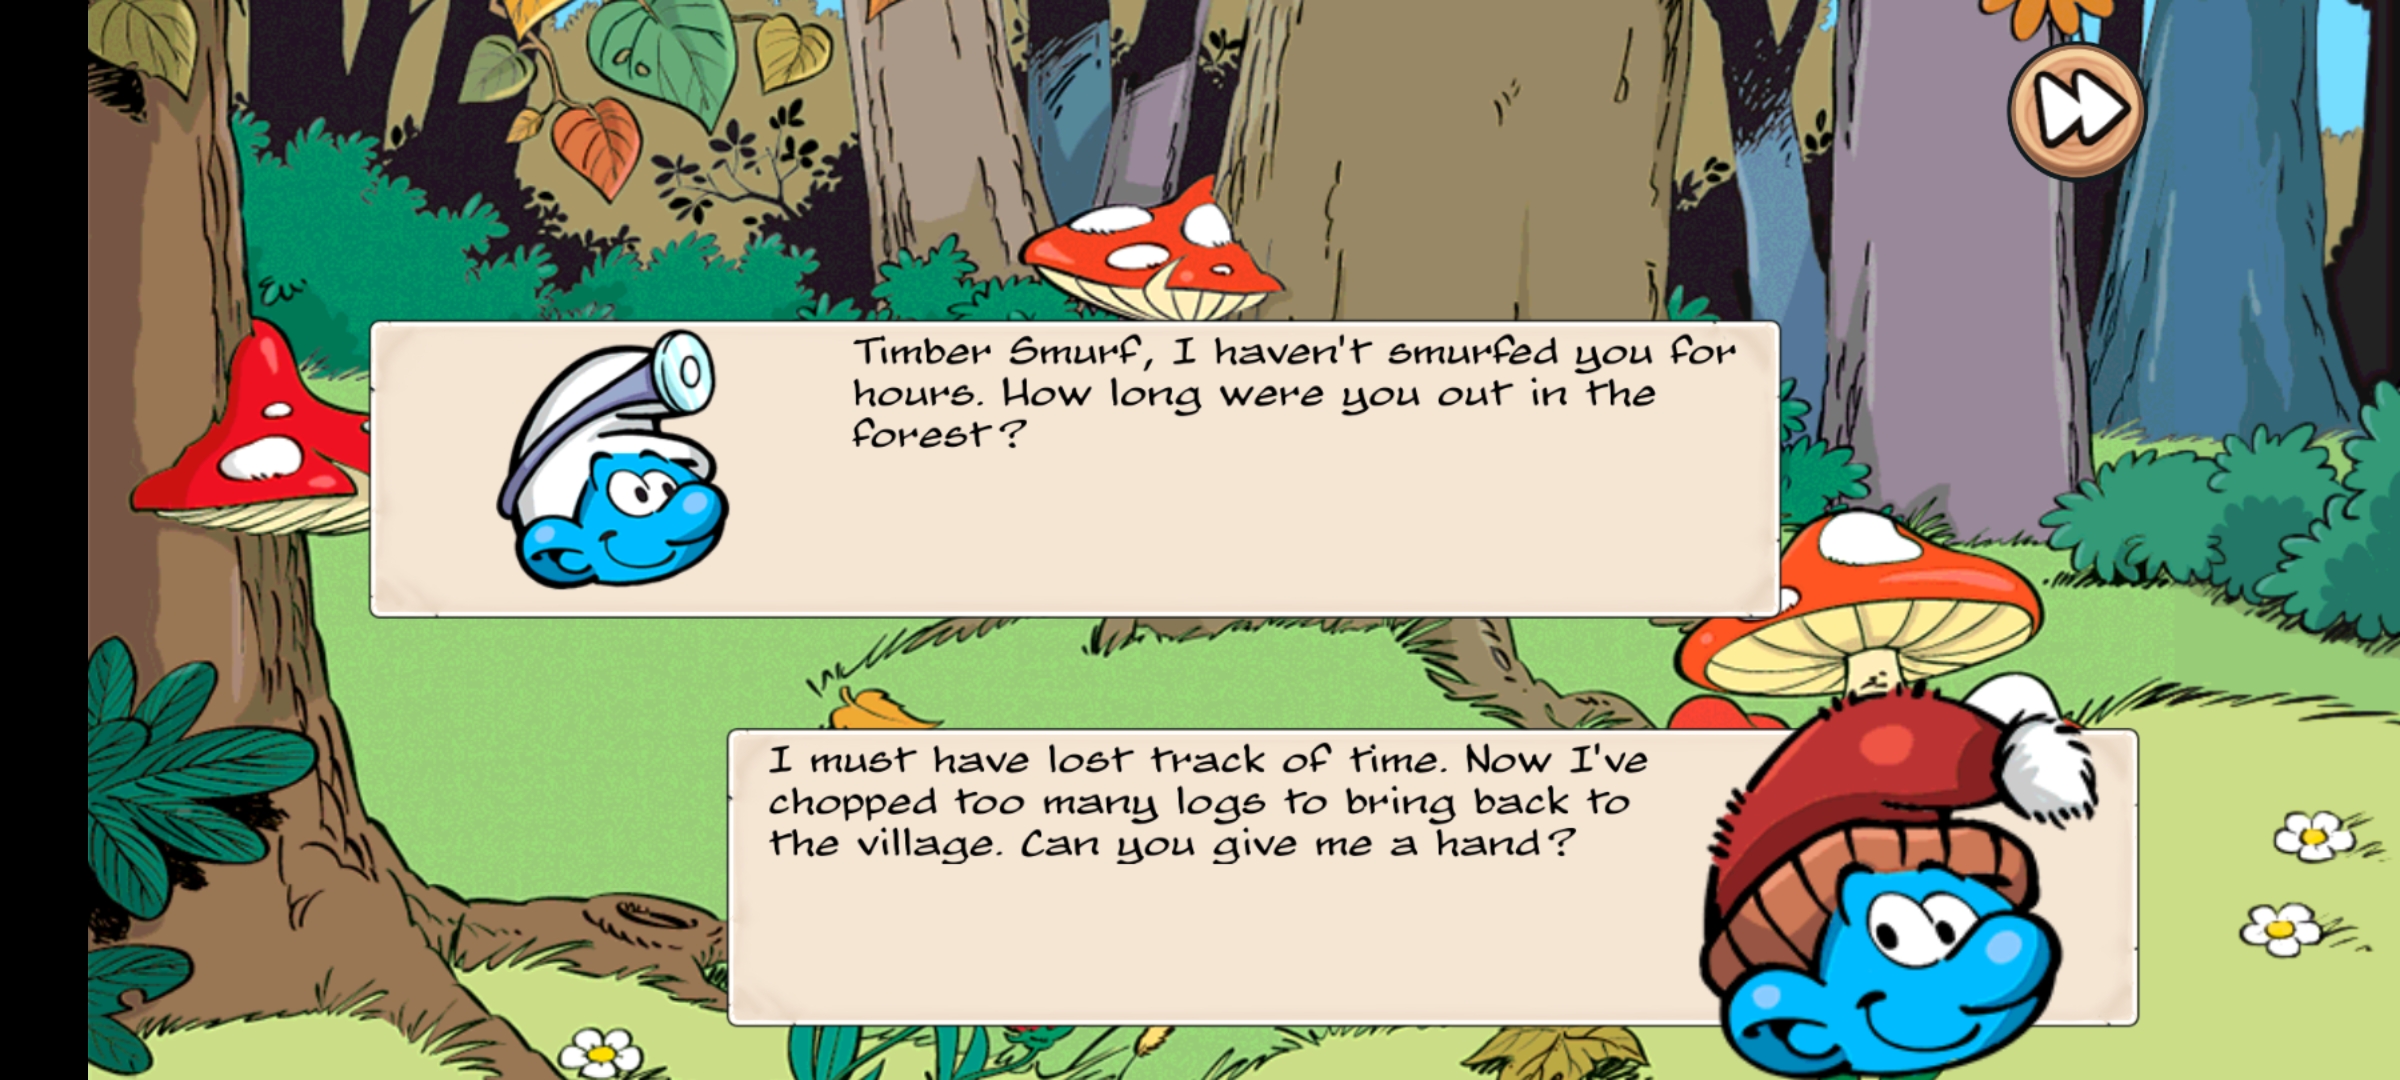 Timber Smurf, I haven't smurfed you for
hours. How long were you out in the
forest?
I must have lost track of time. Now I've
chopped too many logs to bring back to
the village. Can you give me a hand?